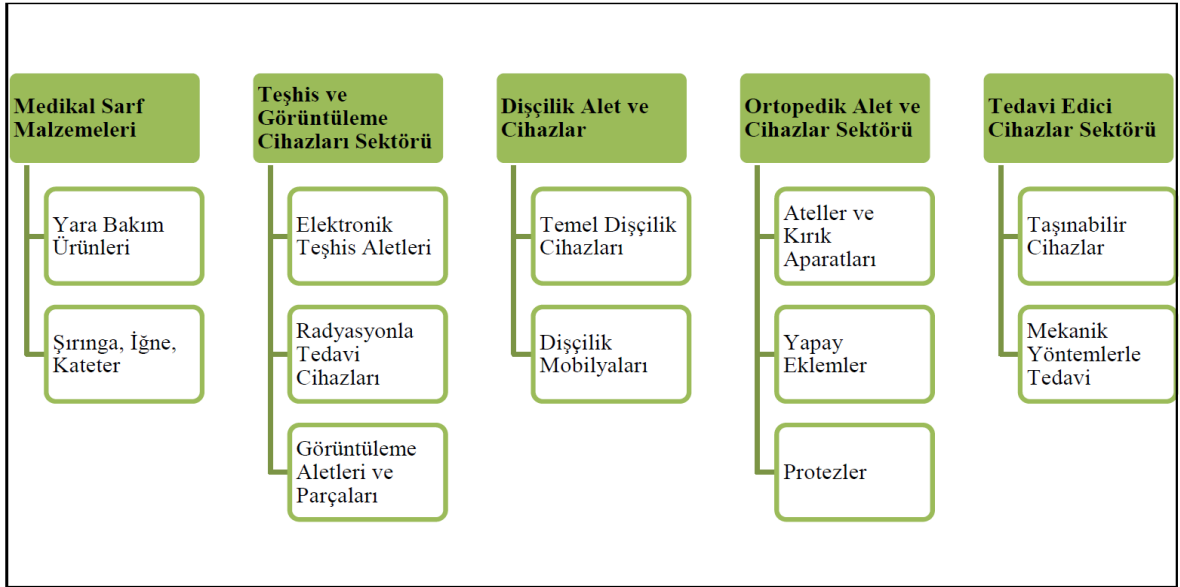 Medikal Sarf
Malzemeleri
Yara Bakım
Ürünleri
Şırınga, İğne,
Kateter
Teşhis ve
Görüntüleme
Cihazları Sektörü
Elektronik
Teşhis Aletleri
Radyasyonla
Tedavi
Cihazları
Görüntüleme
Aletleri ve
Parçaları
Dişçilik Alet ve
Cihazlar
Temel Dişçilik
Cihazları
Dişçilik
Mobilyaları
Ortopedik Alet ve
Cihazlar Sektörü
Ateller ve
Kırık
Aparatları
Yapay
Eklemler
Protezler
Tedavi Edici
Cihazlar Sektörü
Taşınabilir
Cihazlar
Mekanik
Yöntemlerle
Tedavi